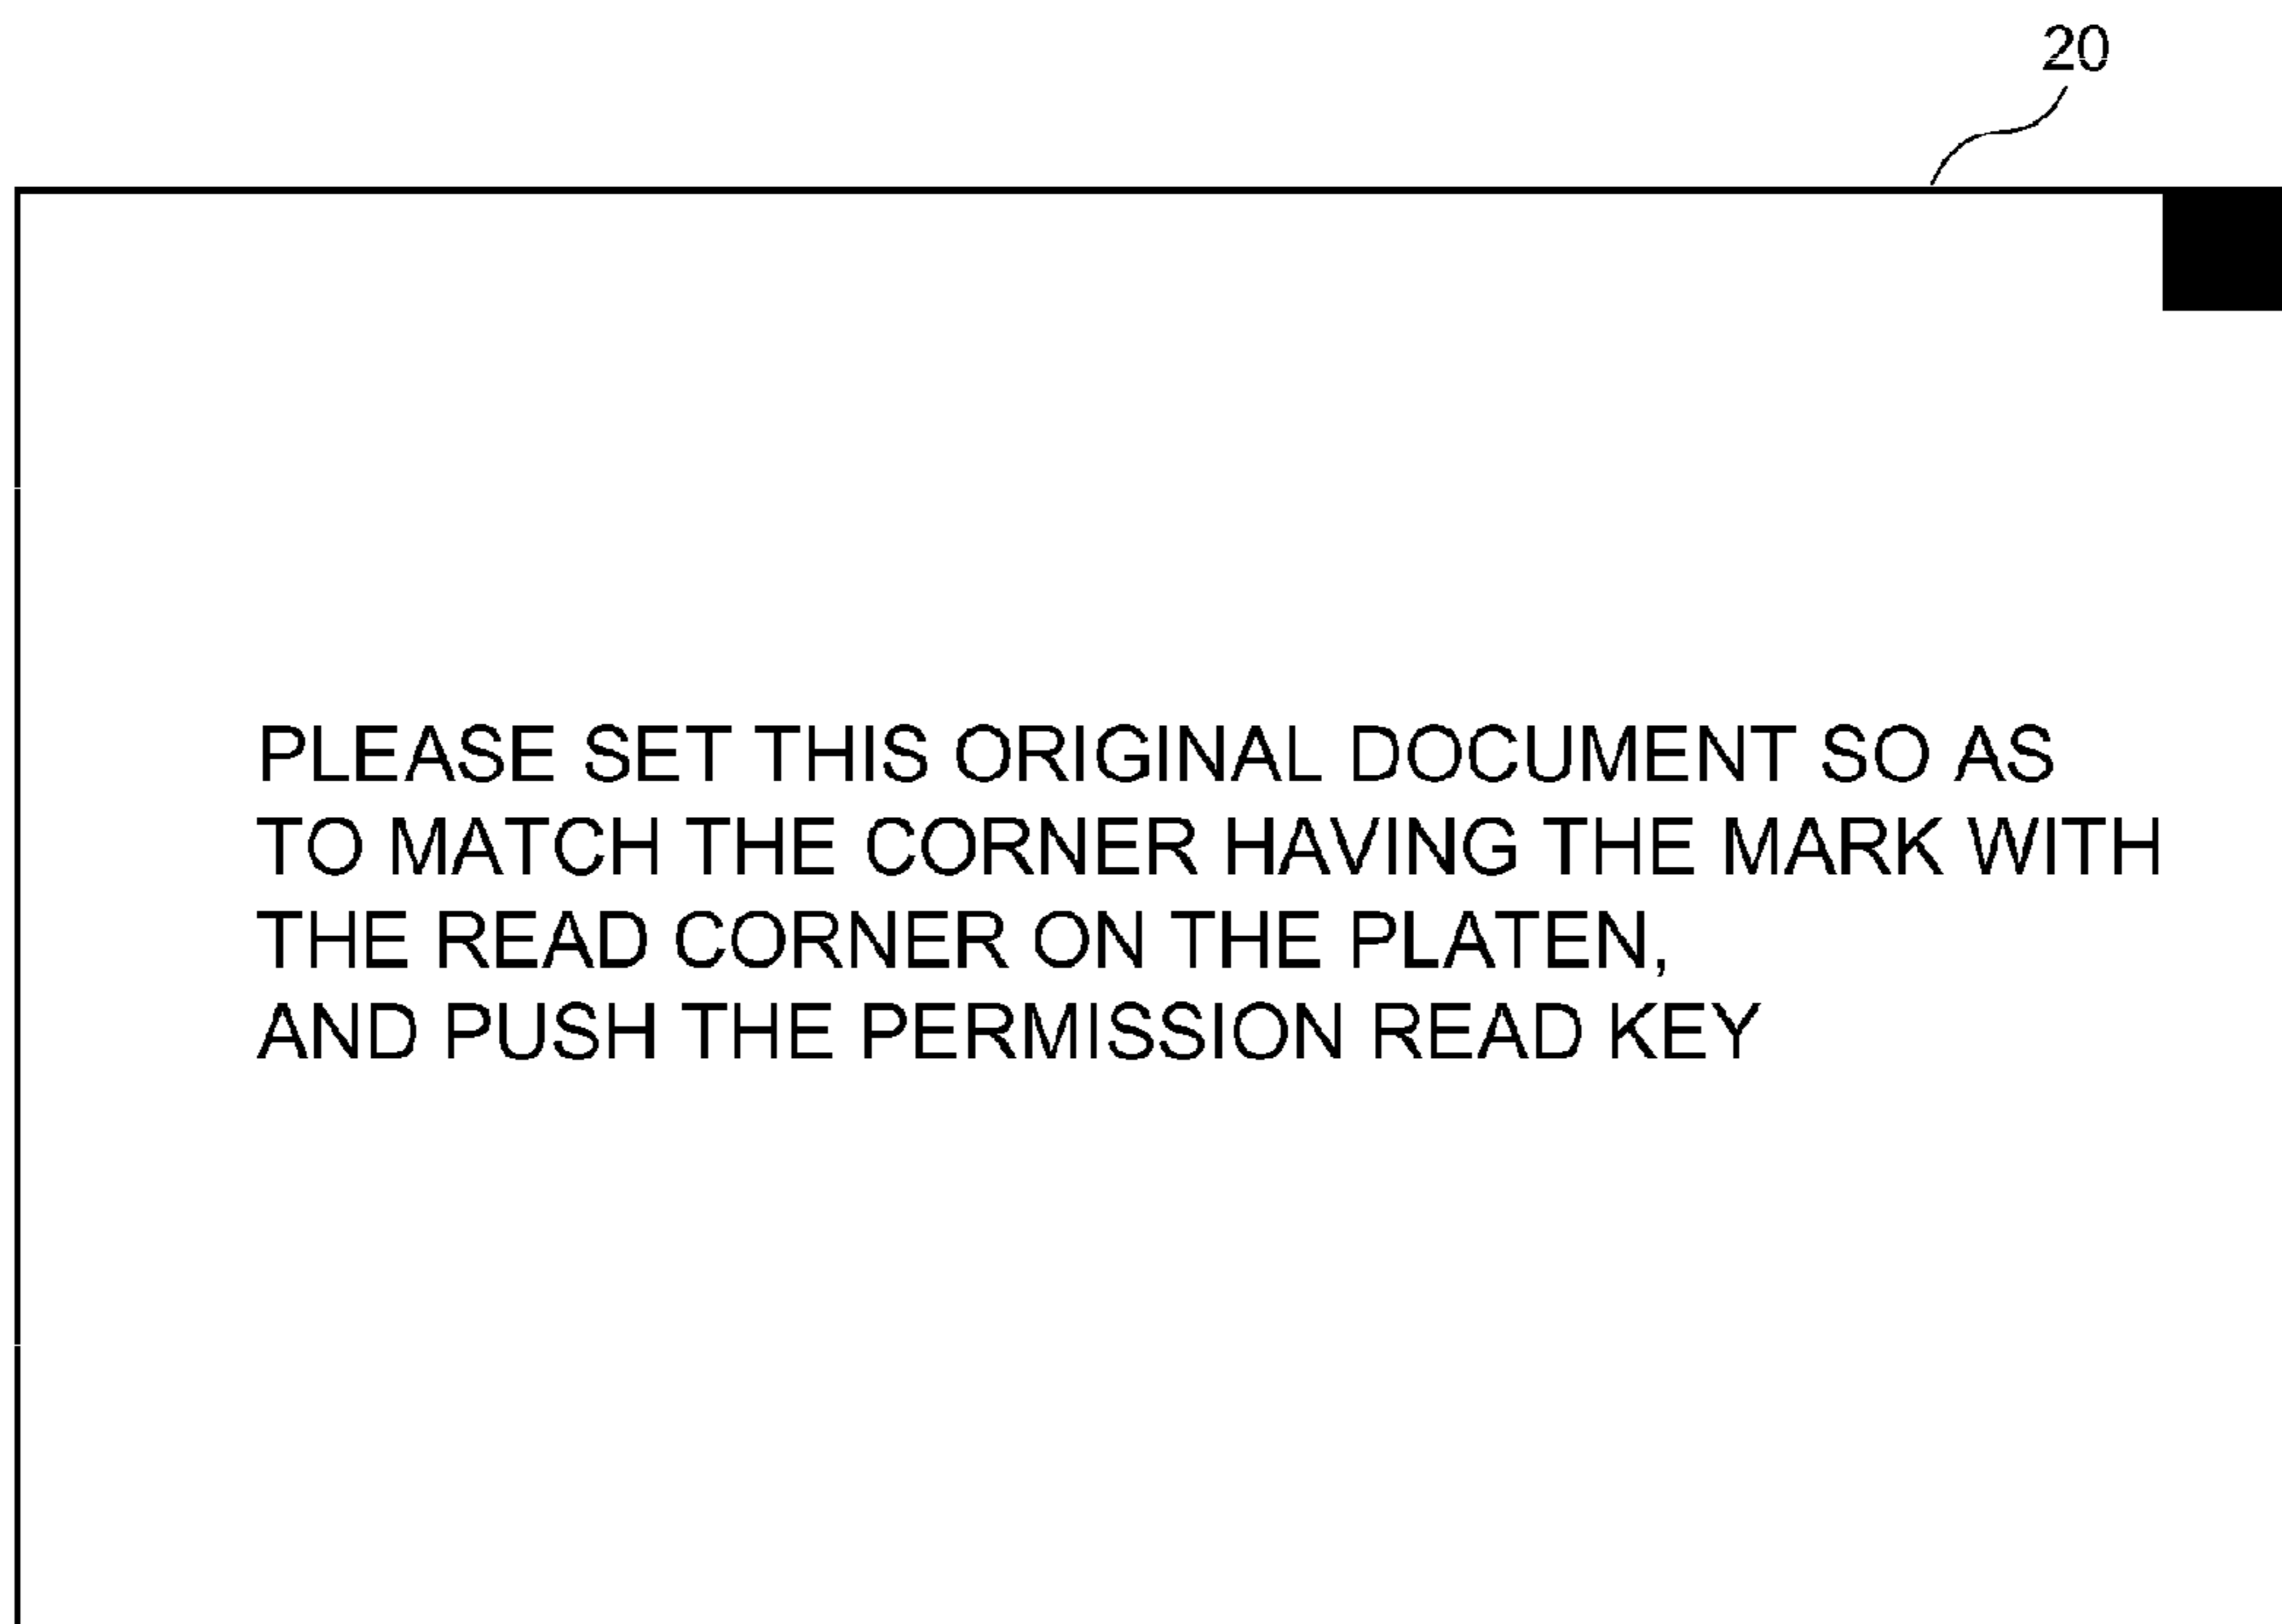 20
PLEASE SET THIS ORIGINAL DOCUMENT SO AS
TO MATCH THE CORNER HAVING THE MARK WITH
THE READ CORNER ON THE PLATEN,
AND PUSH THE PERMISSION READ KEY